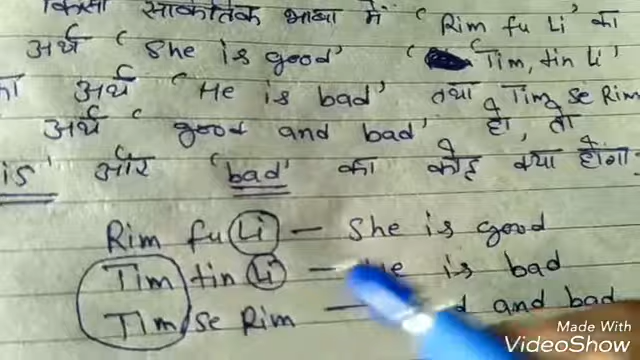 किसी सांकेतिक भाषा में ' Rim fu Li' का
अर्थ ' She is good' ' Tim, tin Li'
का अर्थ ' He is bad' तथा Tim Se Rim
अर्थ ' good and bad' हो, तो
is' और 'bad' का कोड क्या होगा:
Rim fu Li — She is good
Tim tin Li — He is bad
Tim se Rim — and bad
Made With
VideoShow